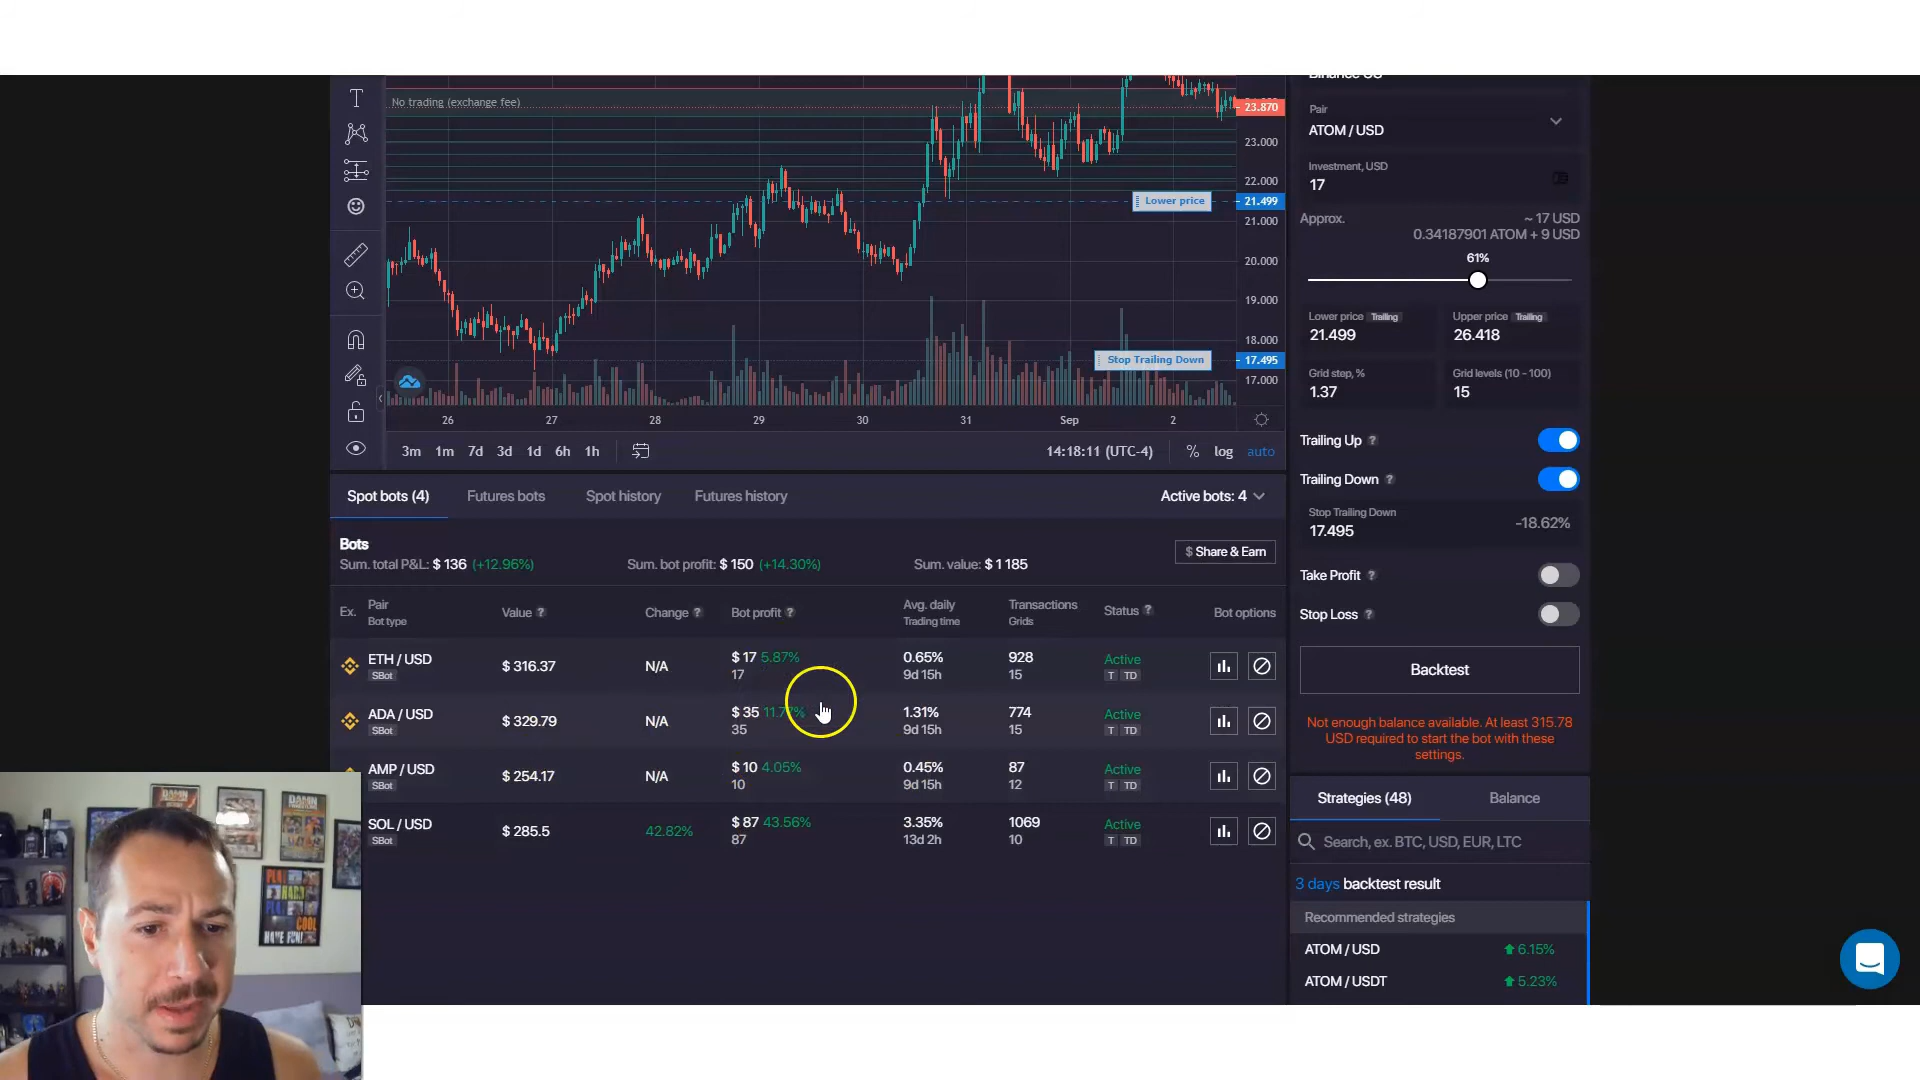 No trading (exchange fee)
23.870
23.000
22.000
Lower price
21.499
21.000
20.000
19.000
18.000
Stop Trailing Down
17.495
17.000
26 27 28 29 30 31 Sep 2
3m 1m 7d 3d 1d 6h 1h
14:18:11 (UTC-4)
% log auto
Spot bots (4) Futures bots Spot history Futures history
Active bots: 4
Bots
Sum. total P&L: $ 136 (+12.96%) Sum. bot profit: $ 150 (+14.30%) Sum. value: $ 1 185
$ Share & Earn
Ex. Pair Value ? Change ? Bot profit ? Avg. daily Transactions Status ? Bot options
Bot type Trading time Grids
ETH / USD $ 316.37 N/A $ 17 5.87% 0.65% 928 Active
SBot 17 9d 15h 15 T TD
ADA / USD $ 329.79 N/A $ 35 11.77% 1.31% 774 Active
SBot 35 9d 15h 15 T TD
AMP / USD $ 254.17 N/A $ 10 4.05% 0.45% 87 Active
SBot 10 9d 15h 12 T TD
SOL / USD $ 285.5 42.82% $ 87 43.56% 3.35% 1069 Active
SBot 87 13d 2h 10 T TD
Pair
ATOM / USD
Investment, USD
17
Approx. ~ 17 USD
0.34187901 ATOM + 9 USD
61%
Lower price Trailing Upper price Trailing
21.499 26.418
Grid step, % Grid levels (10 - 100)
1.37 15
Trailing Up ?
Trailing Down ?
Stop Trailing Down
17.495 -18.62%
Take Profit ?
Stop Loss ?
Backtest
Not enough balance available. At least 315.78
USD required to start the bot with these
settings.
Strategies (48) Balance
Search, ex. BTC, USD, EUR, LTC
3 days backtest result
Recommended strategies
ATOM / USD 6.15%
ATOM / USDT 5.23%